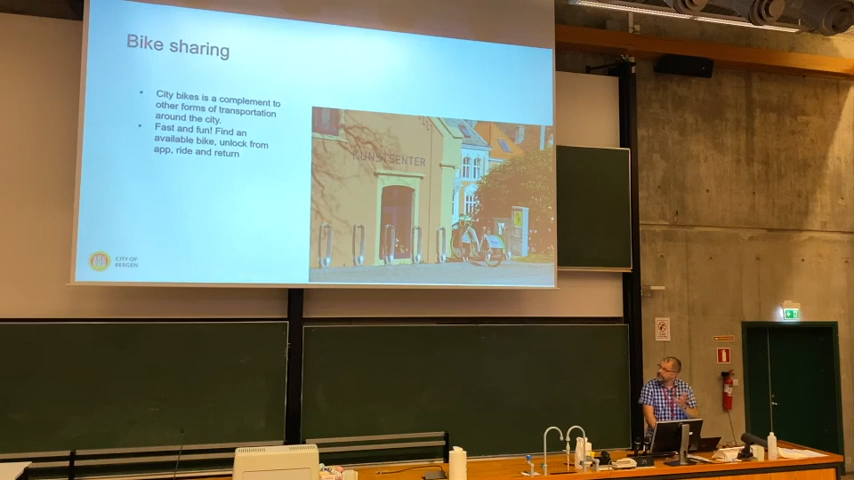 Bike sharing
• City bikes is a complement to
other forms of transportation
around the city.
• Fast and fun! Find an
available bike, unlock from
app, ride and return
KUNSTSENTER
CITY OF
BERGEN